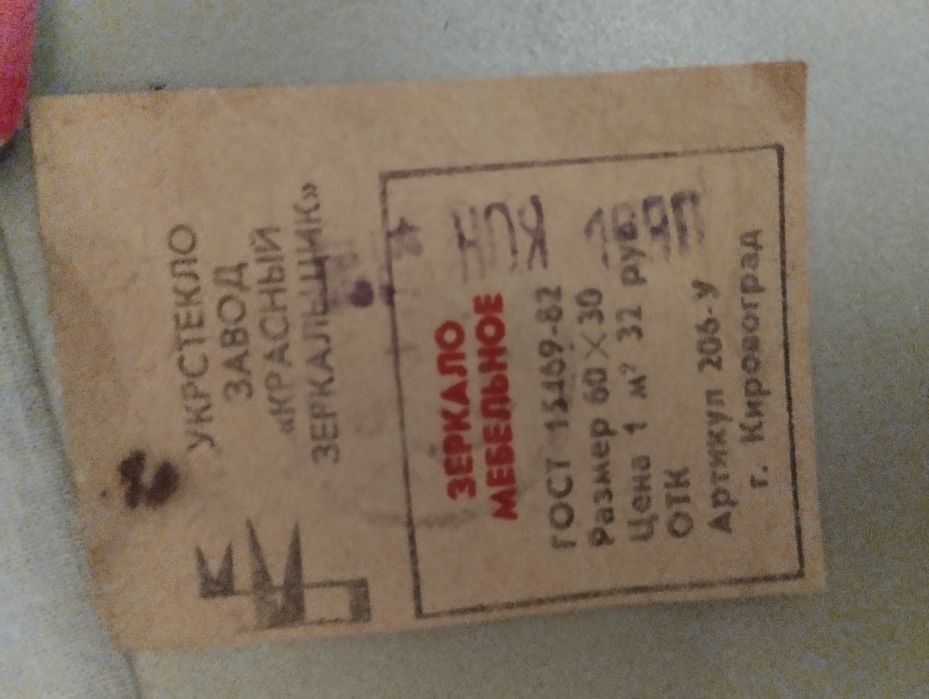 УКРСТЕКЛО
ЗАВОД
«КРАСНЫЙ
ЗЕРКАЛЬЩИК»
ЗЕРКАЛО
МЕБЕЛЬНОЕ
ГОСТ 15469-82
Размер 60×30
Цена 1 м² 32 руб
ОТК
Артикул 206-У
г. Кировоград